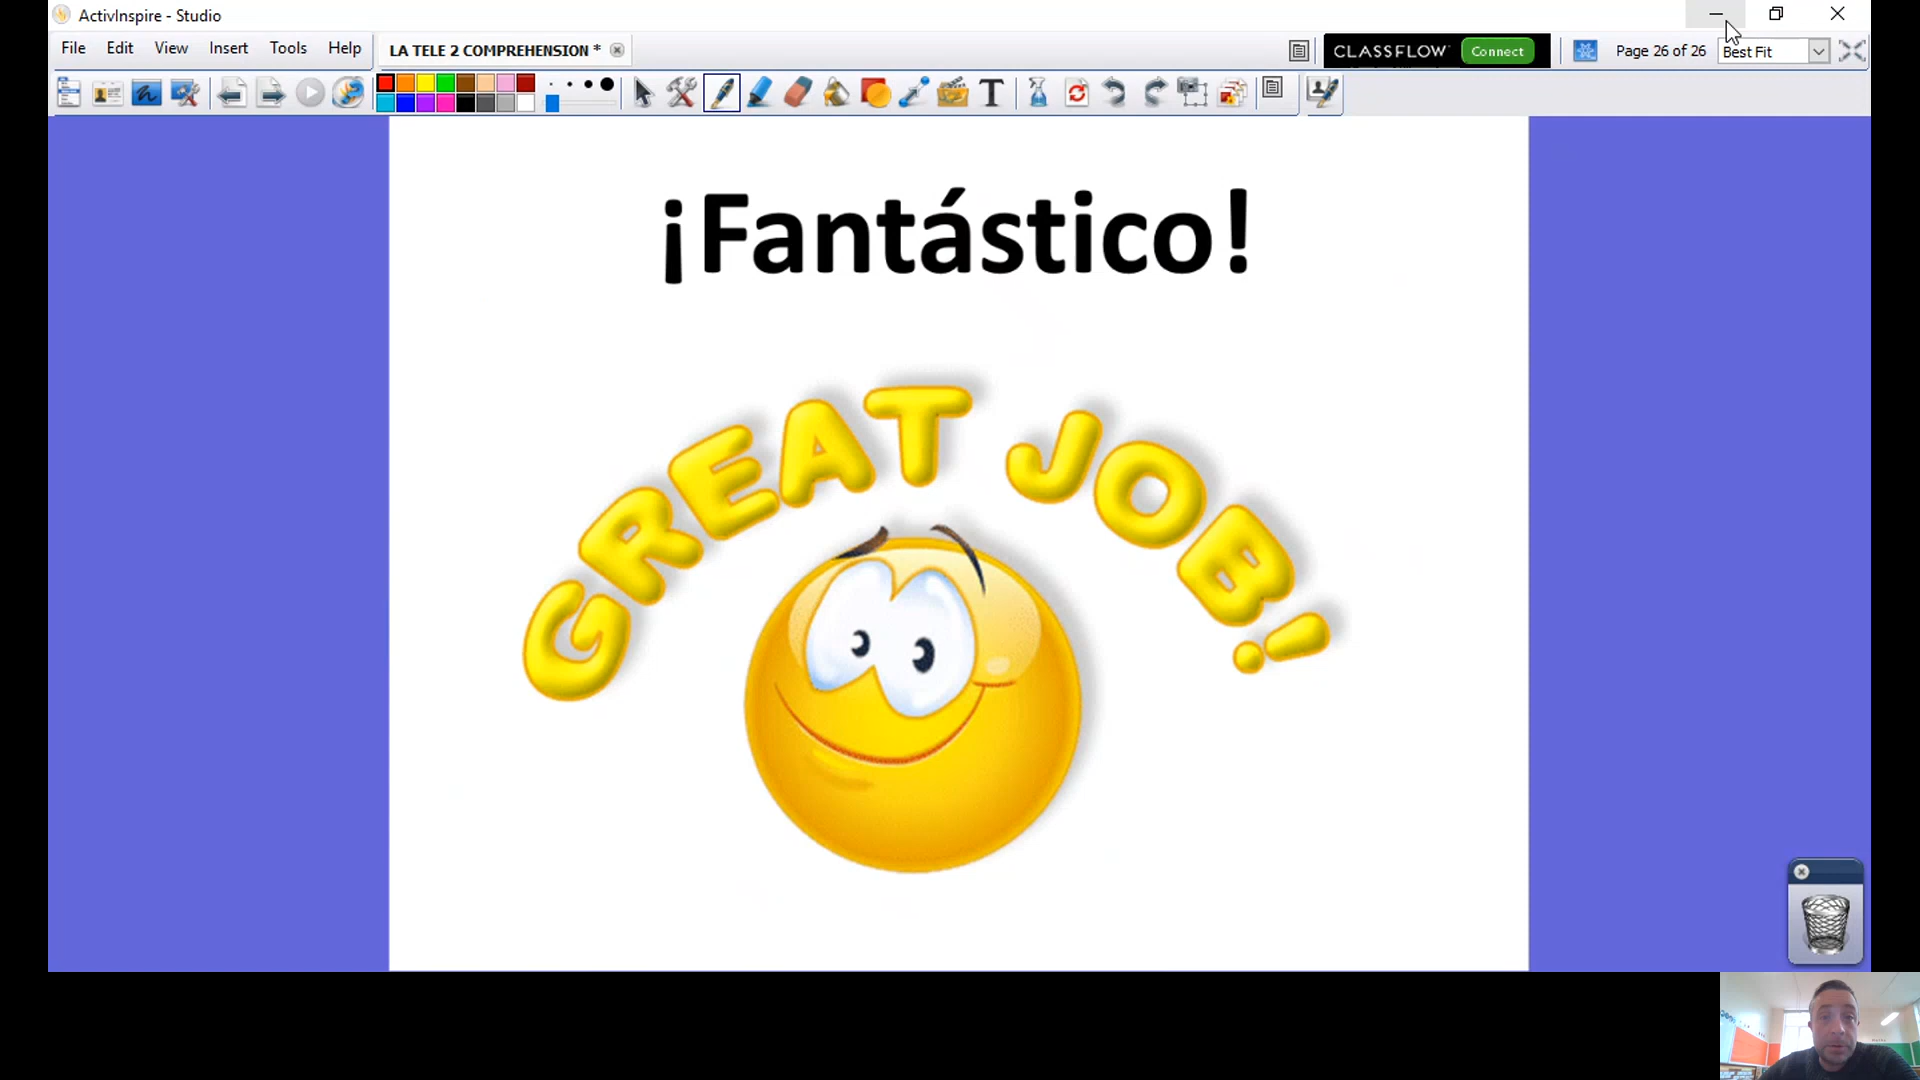 ActivInspire - Studio
File Edit View Insert Tools Help
LA TELE 2 COMPREHENSION *
CLASSFLOW Connect
Page 26 of 26
Best Fit
¡Fantástico!
GREAT JOB!